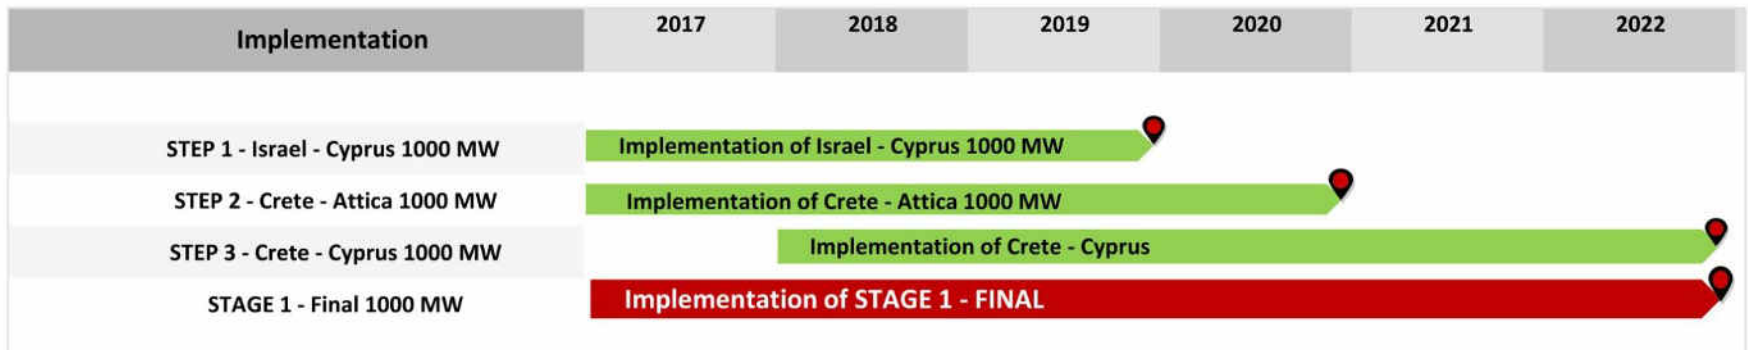 Implementation 2017 2018 2019 2020 2021 2022
STEP 1 - Israel - Cyprus 1000 MW Implementation of Israel - Cyprus 1000 MW
STEP 2 - Crete - Attica 1000 MW Implementation of Crete - Attica 1000 MW
STEP 3 - Crete - Cyprus 1000 MW Implementation of Crete - Cyprus
STAGE 1 - Final 1000 MW Implementation of STAGE 1 - FINAL